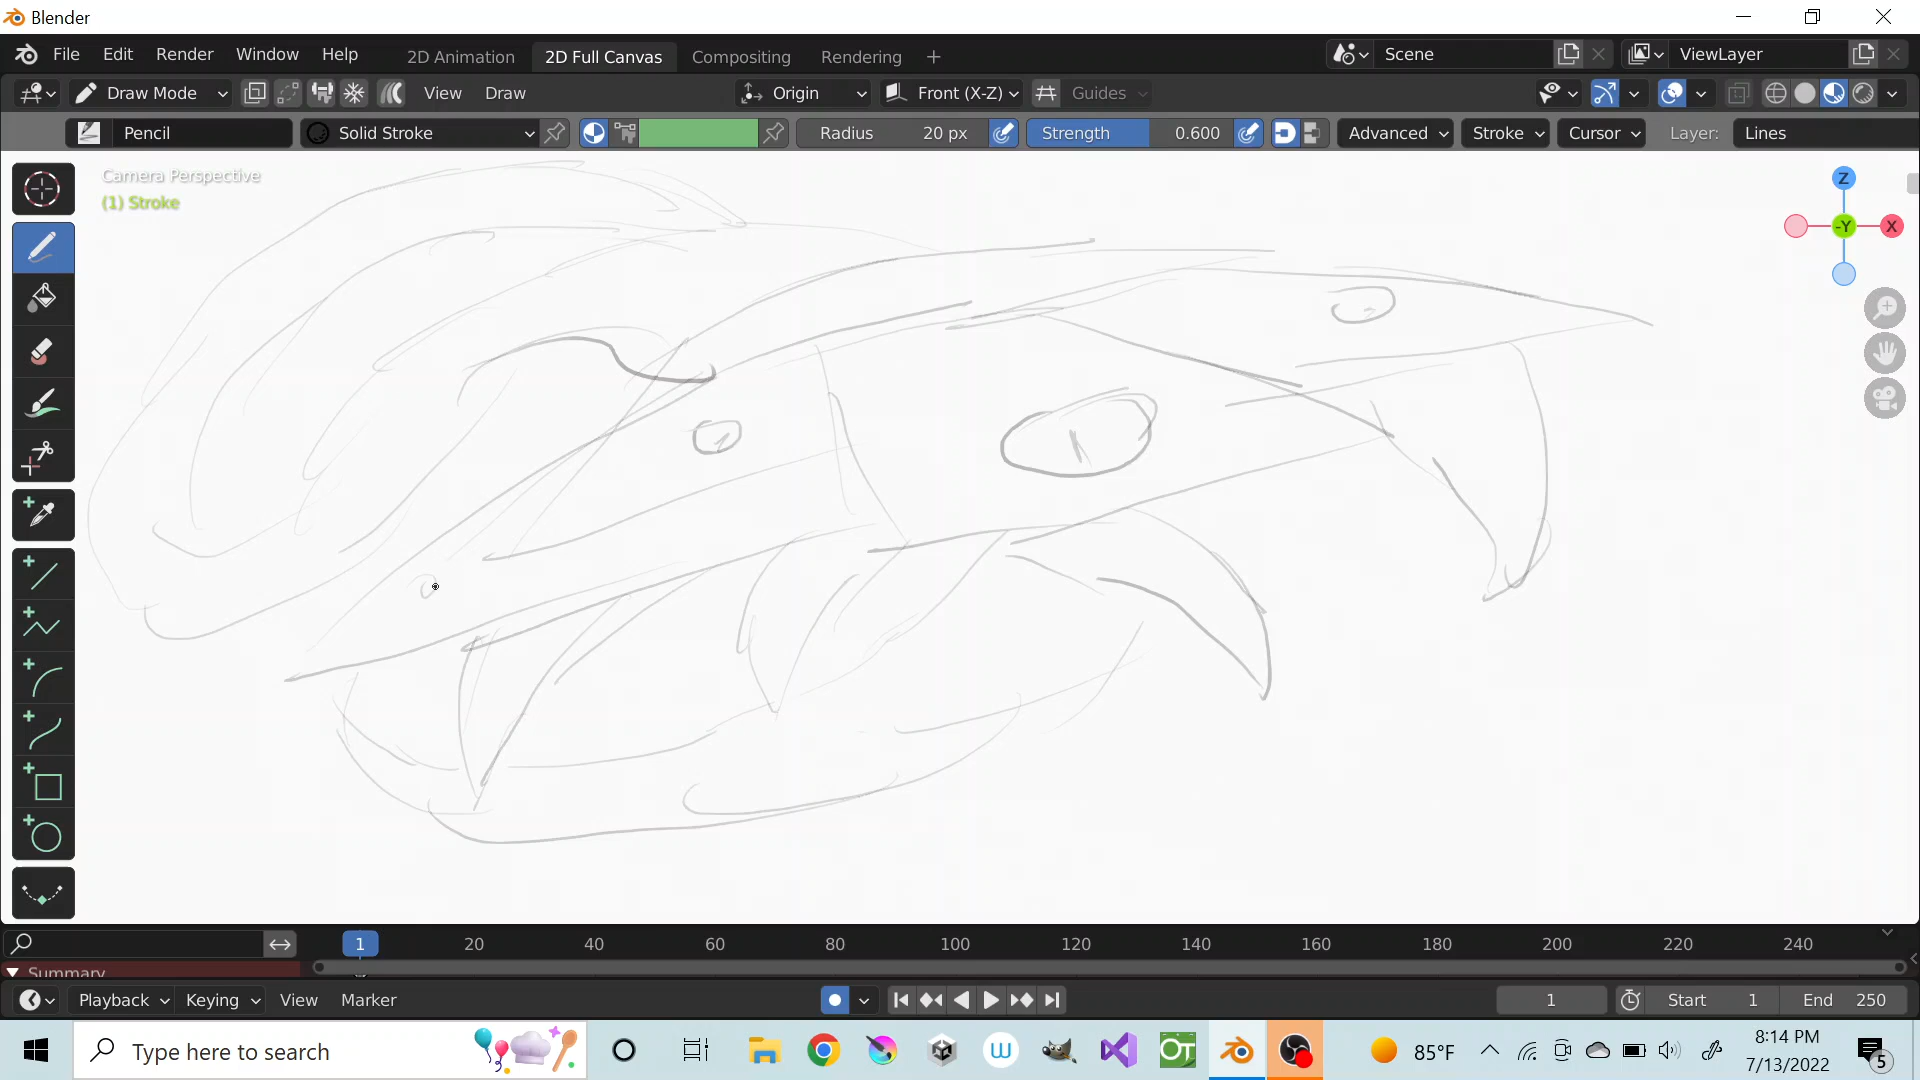 Blender
File Edit Render Window Help 2D Animation 2D Full Canvas Compositing Rendering + Scene ViewLayer
Draw Mode View Draw Origin Front (X-Z) Guides
Pencil Solid Stroke Radius 20 px Strength 0.600 Advanced Stroke Cursor Layer: Lines
Camera Perspective
(1) Stroke
Z
-Y X
1 20 40 60 80 100 120 140 160 180 200 220 240
Summary
Playback Keying View Marker 1 Start 1 End 250
Type here to search 85°F 8:14 PM
7/13/2022 5